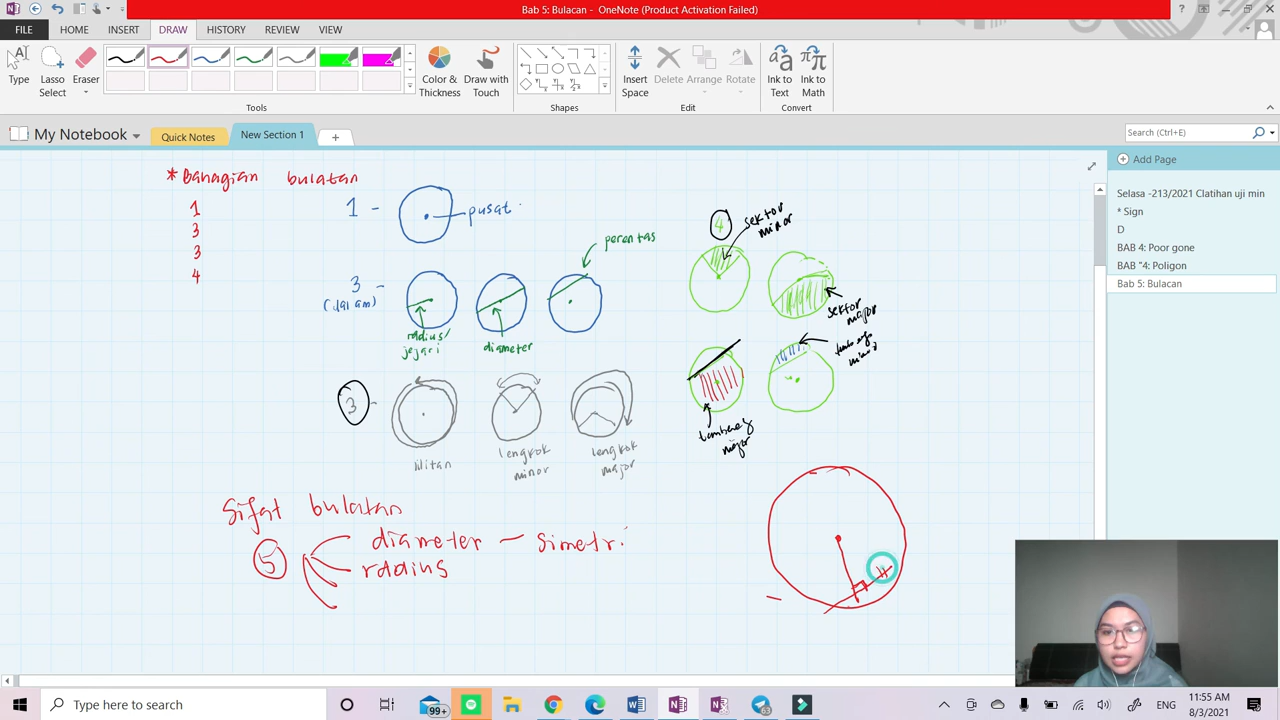 Bab 5: Bulacan - OneNote (Product Activation Failed)
FILE HOME INSERT DRAW HISTORY REVIEW VIEW
Type Lasso Select Eraser Color & Thickness Draw with Touch Insert Space Delete Arrange Rotate Ink to Text Ink to Math
Tools Shapes Edit Convert
My Notebook Quick Notes New Section 1 Search (Ctrl+E)
Add Page
Selasa -213/2021 Clatihan uji min
* Sign
D
BAB 4: Poor gone
BAB "4: Poligon
Bab 5: Bulacan
* Bahagian bulatan
1
3
3
4
1 - pusat
3 - (dalam)
radius/ jejari
diameter
perentas
3 -
lilitan
lengkok minor
lengkok major
4
sektor minor
sektor major
minor
major
Sifat bulatan
5
diameter - simetri
radius
Type here to search
99+
63
ENG
11:55 AM
8/3/2021